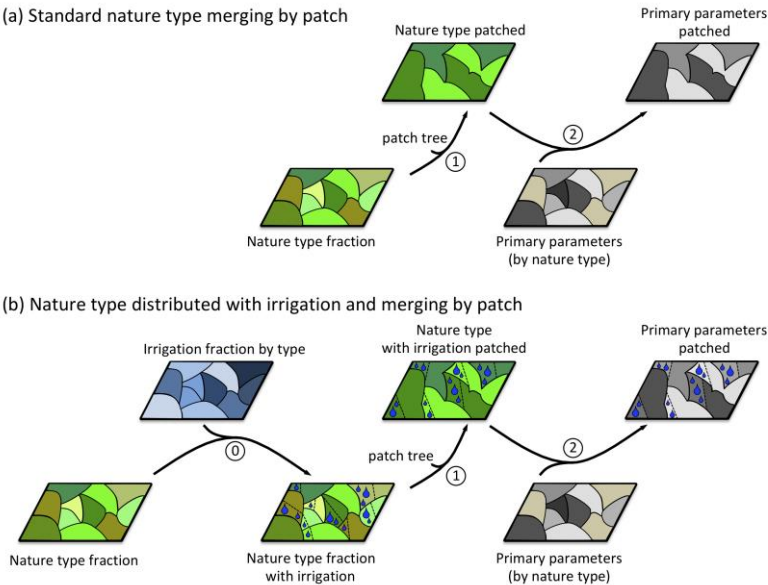 (a) Standard nature type merging by patch
Primary parameters
patched
Nature type patched
patch tree
1
2
Nature type fraction
Primary parameters
(by nature type)
(b) Nature type distributed with irrigation and merging by patch
Irrigation fraction by type
Nature type
with irrigation patched
Primary parameters
patched
0
patch tree
1
2
Nature type fraction
Nature type fraction
with irrigation
Primary parameters
(by nature type)